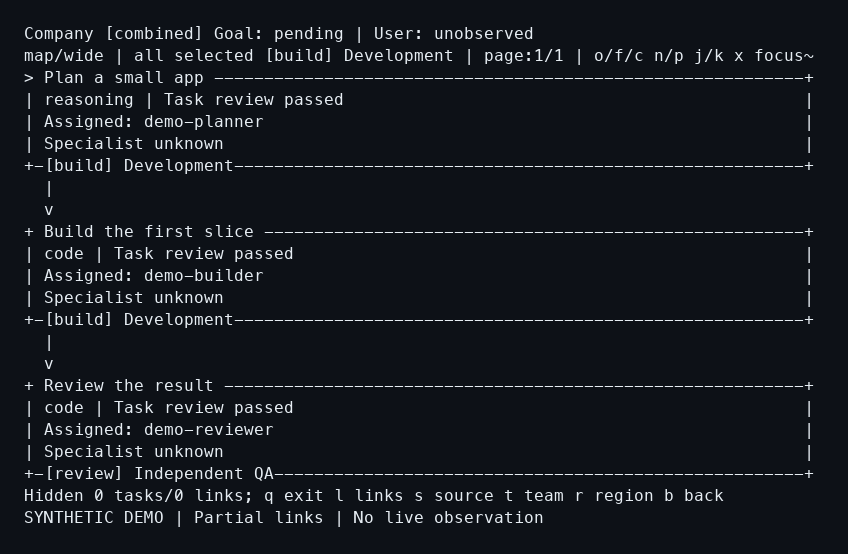 Company [combined] Goal: pending | User: unobserved
map/wide | all selected [build] Development | page:1/1 | o/f/c n/p j/k x focus~
> Plan a small app -----------------------------------------------------------+
| reasoning | Task review passed                                              |
| Assigned: demo-planner                                                      |
| Specialist unknown                                                          |
+-[build] Development---------------------------------------------------------+
  |
  v
+ Build the first slice ------------------------------------------------------+
| code | Task review passed                                                   |
| Assigned: demo-builder                                                      |
| Specialist unknown                                                          |
+-[build] Development---------------------------------------------------------+
  |
  v
+ Review the result ----------------------------------------------------------+
| code | Task review passed                                                   |
| Assigned: demo-reviewer                                                     |
| Specialist unknown                                                          |
+-[review] Independent QA-----------------------------------------------------+
Hidden 0 tasks/0 links; q exit l links s source t team r region b back
SYNTHETIC DEMO | Partial links | No live observation